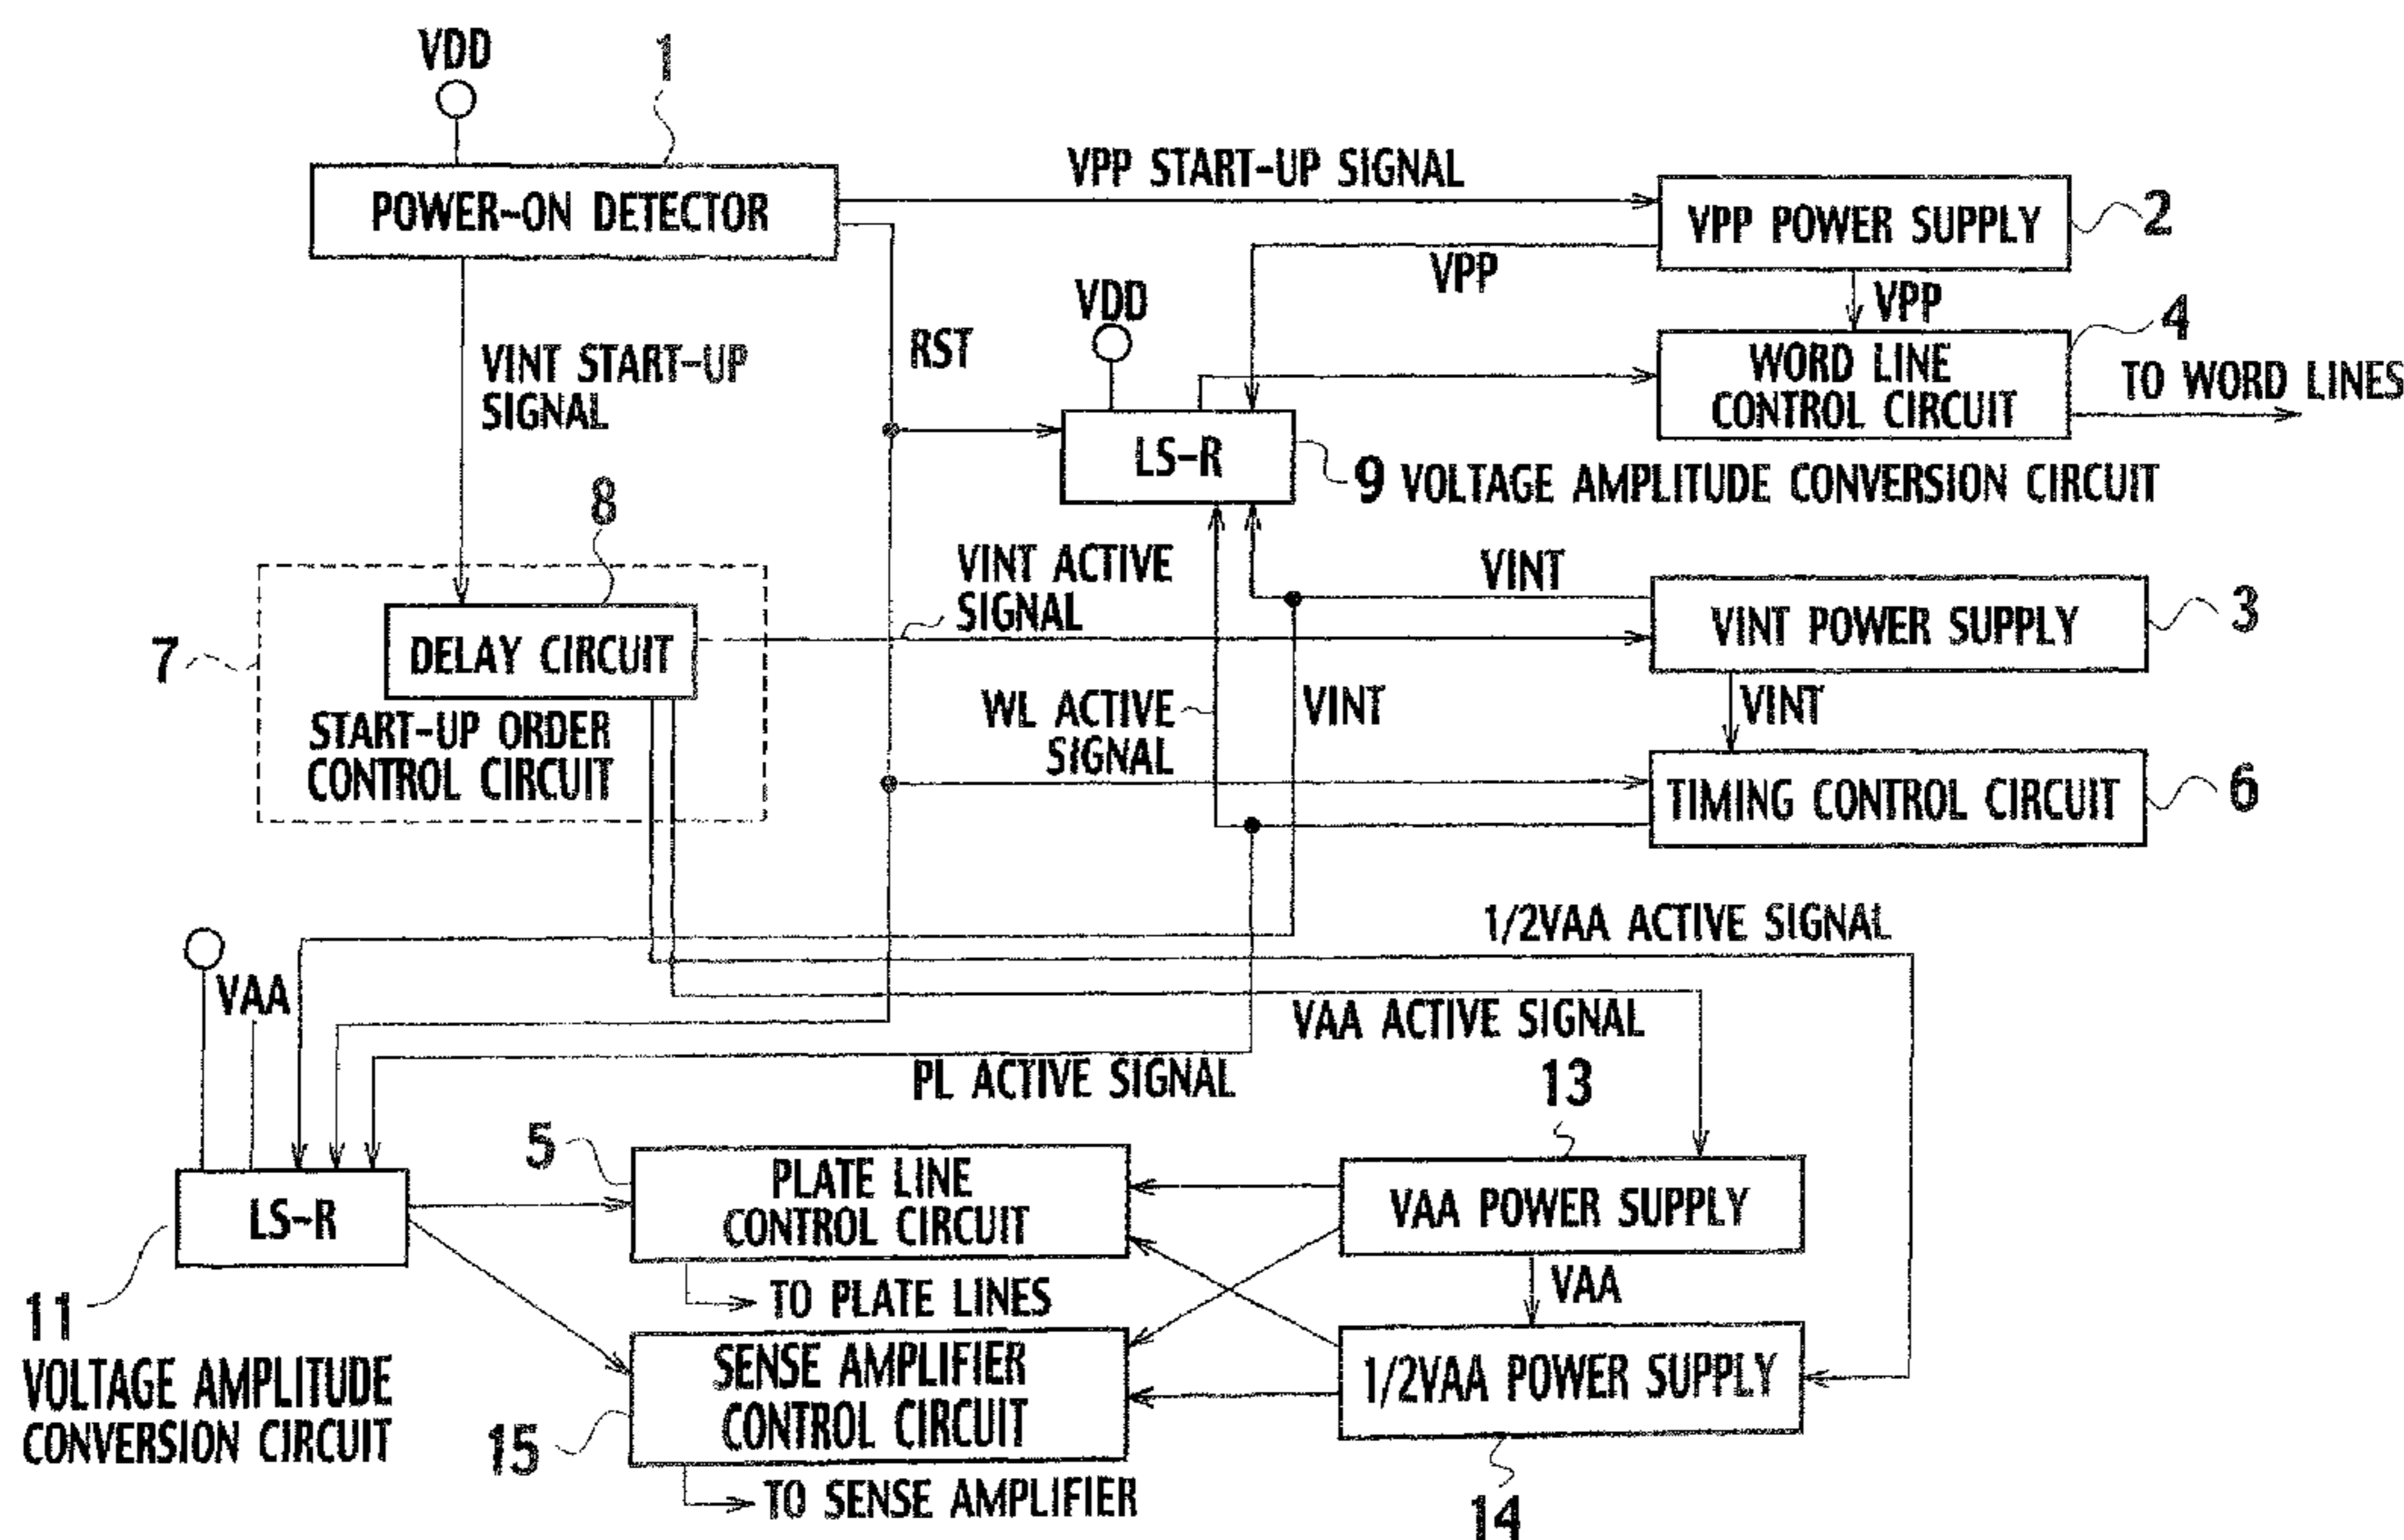 VDD
1
POWER-ON DETECTOR
VPP START-UP SIGNAL
VPP POWER SUPPLY
2
VPP
VPP
VDD
RST
VINT START-UP
SIGNAL
4
WORD LINE
CONTROL CIRCUIT
TO WORD LINES
LS-R
9 VOLTAGE AMPLITUDE CONVERSION CIRCUIT
8
VINT ACTIVE
SIGNAL
VINT
VINT POWER SUPPLY
3
7
DELAY CIRCUIT
START-UP ORDER
CONTROL CIRCUIT
WL ACTIVE
SIGNAL
VINT
VINT
TIMING CONTROL CIRCUIT
6
1/2VAA ACTIVE SIGNAL
VAA
VAA ACTIVE SIGNAL
PL ACTIVE SIGNAL
13
5
PLATE LINE
CONTROL CIRCUIT
VAA POWER SUPPLY
LS-R
TO PLATE LINES
VAA
11
VOLTAGE AMPLITUDE
CONVERSION CIRCUIT
SENSE AMPLIFIER
CONTROL CIRCUIT
1/2VAA POWER SUPPLY
15
TO SENSE AMPLIFIER
14